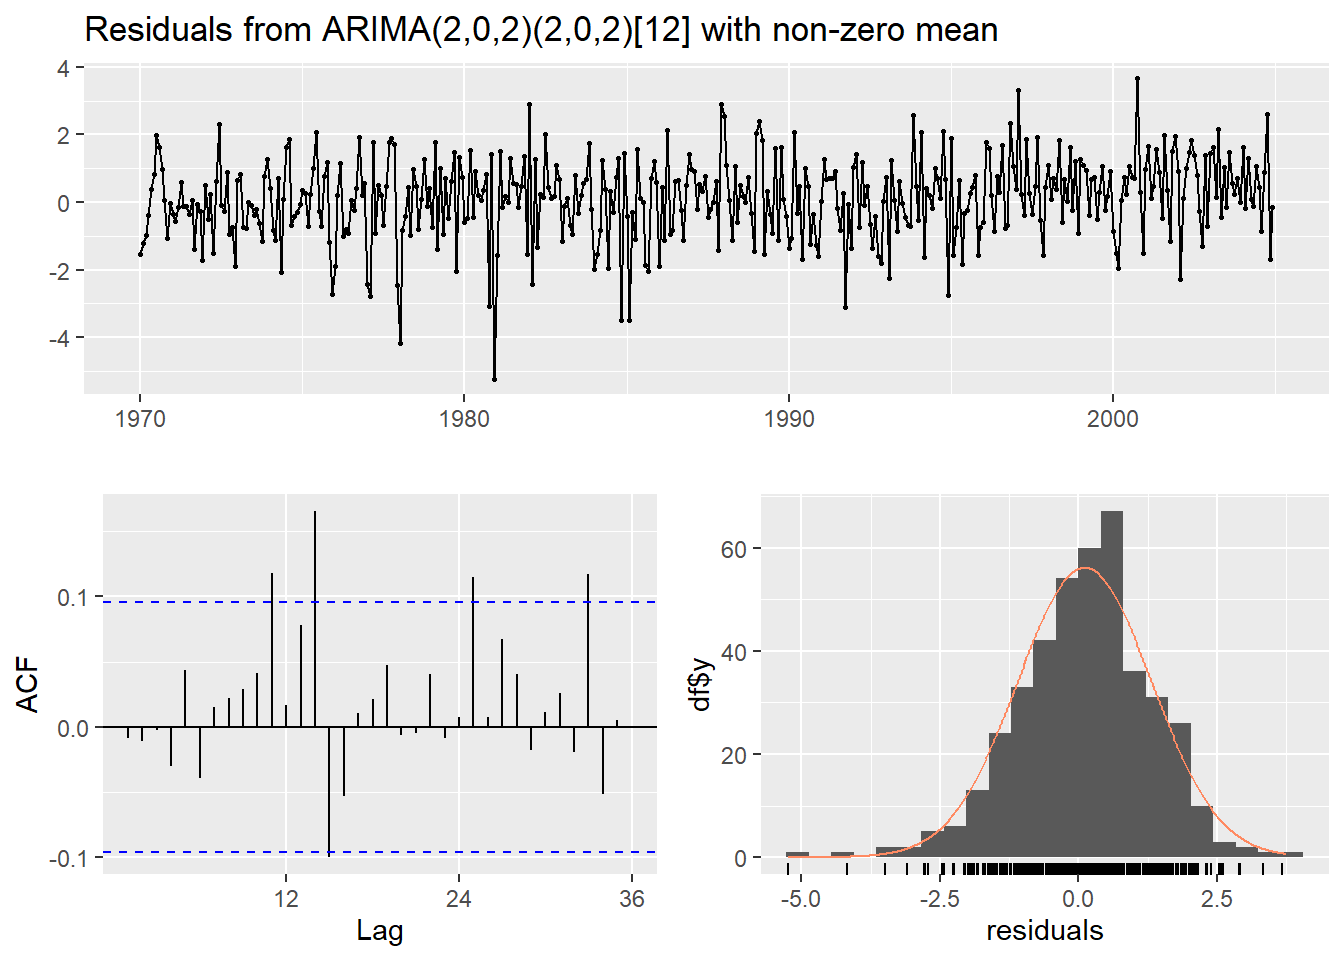 Residuals from ARIMA(2,0,2)(2,0,2)[12] with non-zero mean
4
2
0
-2
-4
1970 1980 1990 2000
ACF
0.1
0.0
-0.1
12 24 36
Lag
df$y
60
40
20
0
-5.0 -2.5 0.0 2.5
residuals